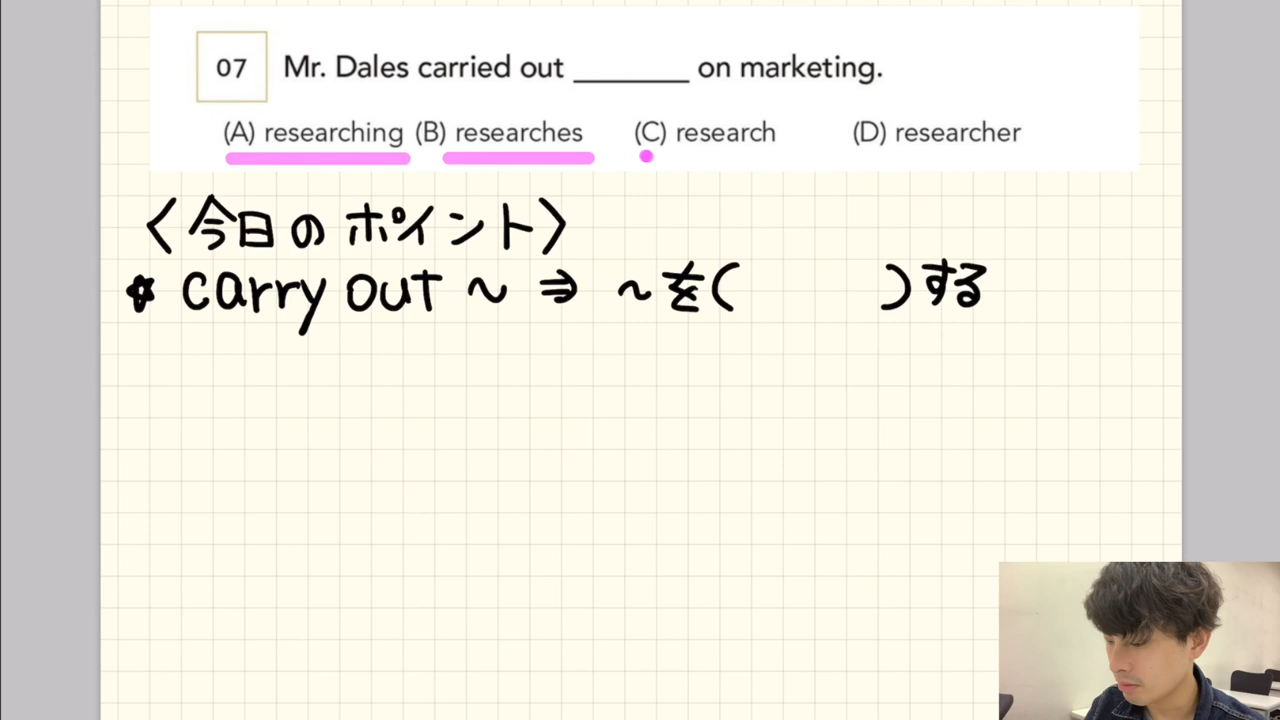 07 Mr. Dales carried out ________ on marketing.
(A) researching (B) researches (C) research (D) researcher
〈今日のポイント〉
* carry out ~ ⇒ ~を( )する